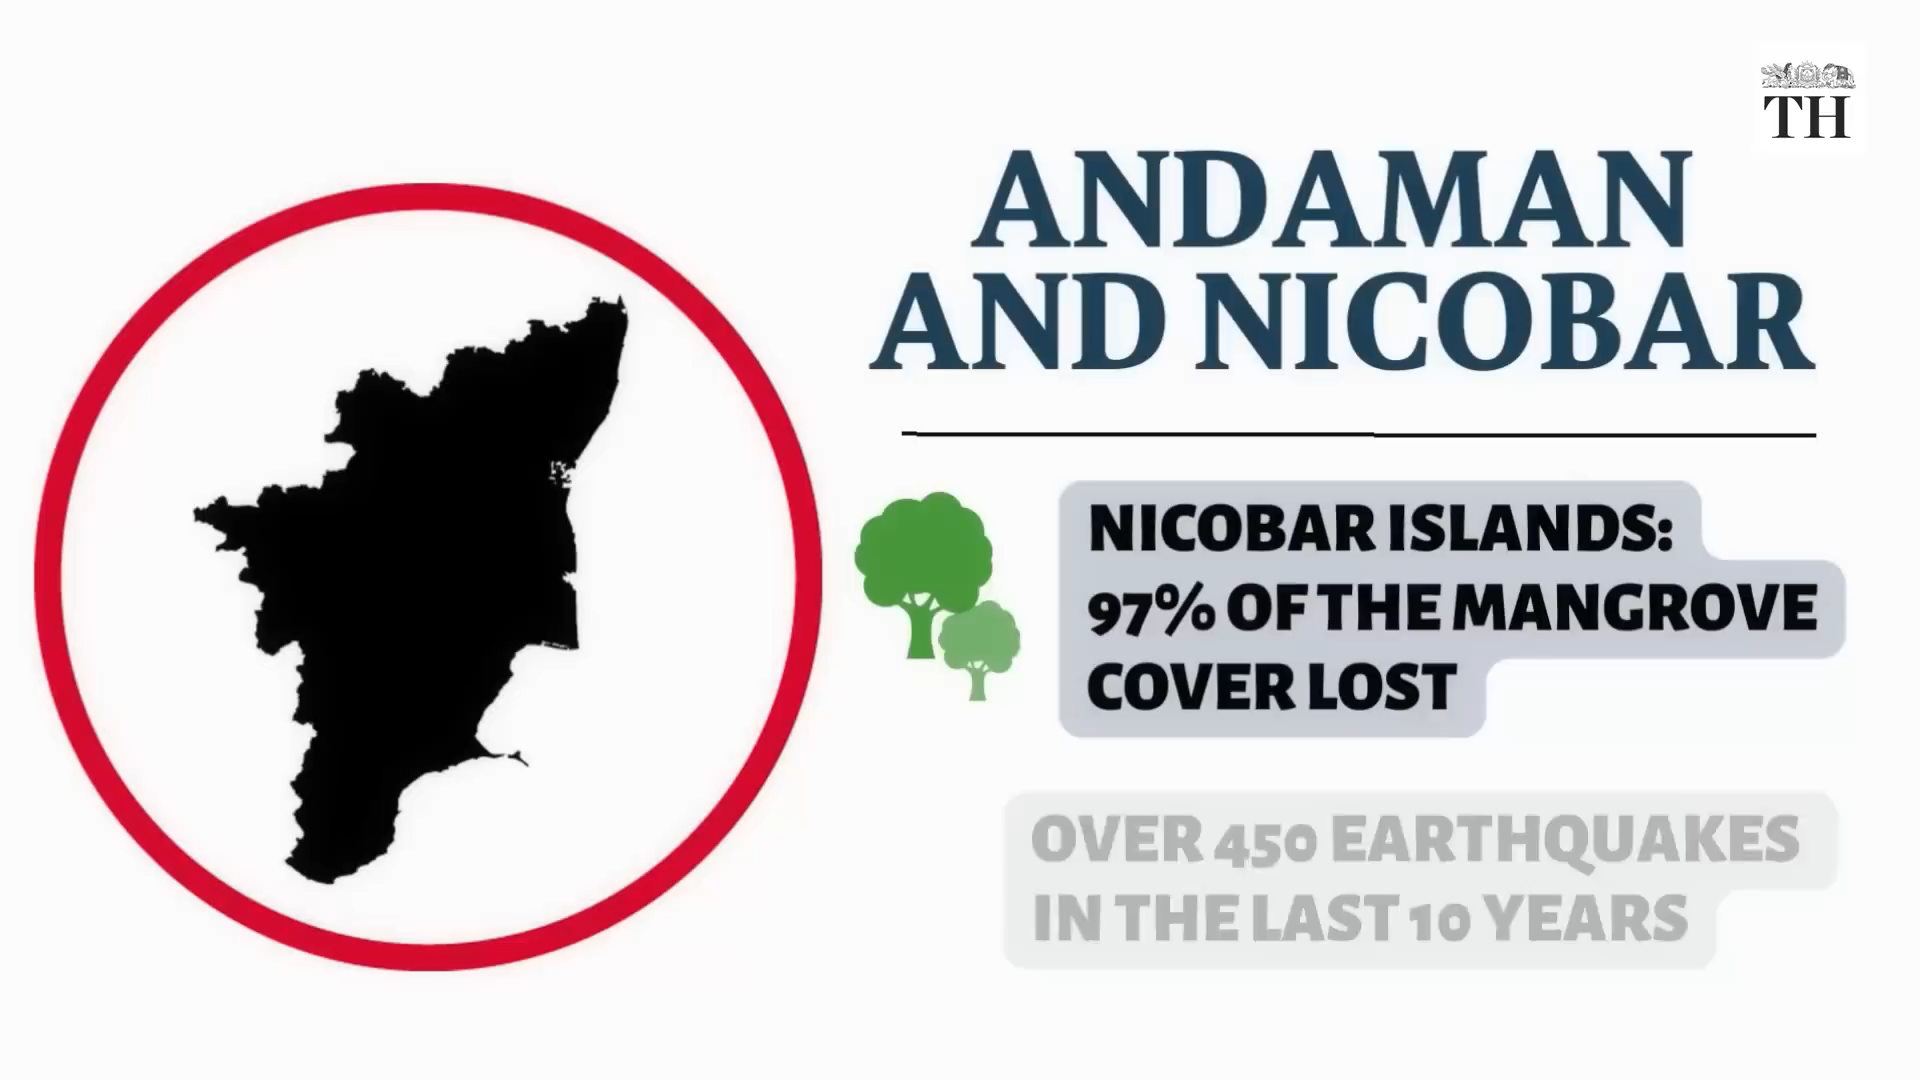 TH
ANDAMAN
AND NICOBAR
NICOBAR ISLANDS:
97% OF THE MANGROVE
COVER LOST
OVER 450 EARTHQUAKES
IN THE LAST 10 YEARS